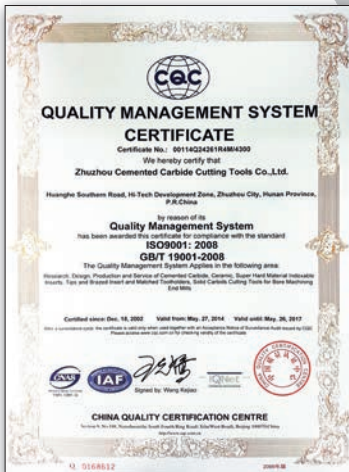 CQC
QUALITY MANAGEMENT SYSTEM
CERTIFICATE
Certificate No.: 00114Q24261R4M/4300
We hereby certify that
Zhuzhou Cemented Carbide Cutting Tools Co.,Ltd.
Huanghe Southern Road, Hi-Tech Development Zone, Zhuzhou City, Hunan Province,
P.R.China
by reason of its
Quality Management System
has been awarded this certificate for compliance with the standard
ISO9001: 2008
GB/T 19001-2008
The Quality Management System Applies in the following area:
Research, Design, Production and Service of Cemented Carbide, Ceramic, Super Hard Material Indexable
Inserts, Tips and Brazed Insert and Matched Toolholders, Solid Carbide Cutting Tools for Bore Machining
End Mills
Certified since: Dec. 18, 2002 Valid from: May. 27, 2014 Valid until: May. 26, 2017
CNAS
IAF
IQNet
Signed by: Wang Kejiao
CHINA QUALITY CERTIFICATION CENTRE
http://www.cqc.com.cn
Q 0168612